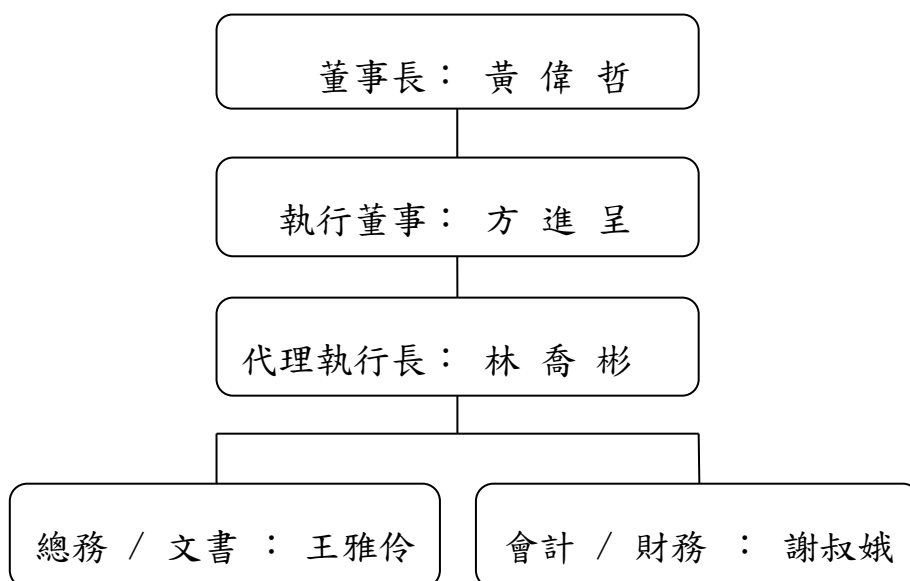 董事長： 黃 偉 哲
執行董事： 方 進 呈
代理執行長： 林 喬 彬
總務 / 文書 ： 王雅伶
會計 / 財務 ： 謝叔娥